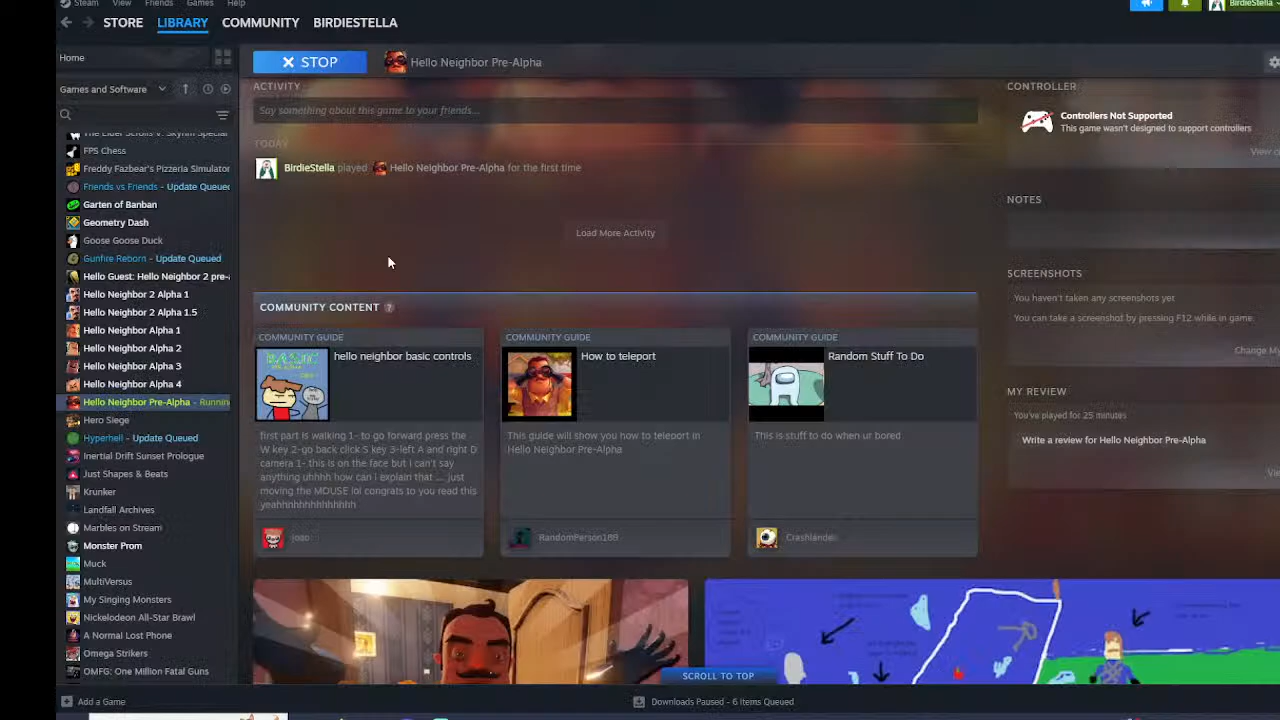 Steam View Friends Games Help
BirdieStella
STORE LIBRARY COMMUNITY BIRDIESTELLA
Home
STOP
Hello Neighbor Pre-Alpha
Games and Software
The Elder Scrolls V: Skyrim Special
FPS Chess
Freddy Fazbear's Pizzeria Simulator
Friends vs Friends - Update Queued
Garten of Banban
Geometry Dash
Goose Goose Duck
Gunfire Reborn - Update Queued
Hello Guest: Hello Neighbor 2 pre-
Hello Neighbor 2 Alpha 1
Hello Neighbor 2 Alpha 1.5
Hello Neighbor Alpha 1
Hello Neighbor Alpha 2
Hello Neighbor Alpha 3
Hello Neighbor Alpha 4
Hello Neighbor Pre-Alpha - Runnin
Hero Siege
Hyperhell - Update Queued
Inertial Drift Sunset Prologue
Just Shapes & Beats
Krunker
Landfall Archives
Marbles on Stream
Monster Prom
Muck
MultiVersus
My Singing Monsters
Nickelodeon All-Star Brawl
A Normal Lost Phone
Omega Strikers
OMFG: One Million Fatal Guns
Add a Game
ACTIVITY
Say something about this game to your friends...
TODAY
BirdieStella played Hello Neighbor Pre-Alpha for the first time
Load More Activity
COMMUNITY CONTENT ?
COMMUNITY GUIDE
hello neighbor basic controls
first part is walking 1- to go forward press the
W key 2-go back click S key 3-left A and right D
camera 1- this is on the face but i can't say
anything uhhhh how can i explain that ... just
moving the MOUSE lol congrats to you read this
yeahhnhhhhhhhhhh
COMMUNITY GUIDE
How to teleport
This guide will show you how to teleport in
Hello Neighbor Pre-Alpha
RandomPerson189
COMMUNITY GUIDE
Random Stuff To Do
This is stuff to do when ur bored
Crashlande
SCROLL TO TOP
Downloads Paused - 6 Items Queued
CONTROLLER
Controllers Not Supported
This game wasn't designed to support controllers
View c
NOTES
SCREENSHOTS
You haven't taken any screenshots yet
You can take a screenshot by pressing F12 while in game.
Change My
MY REVIEW
You've played for 25 minutes
Write a review for Hello Neighbor Pre-Alpha
Vie